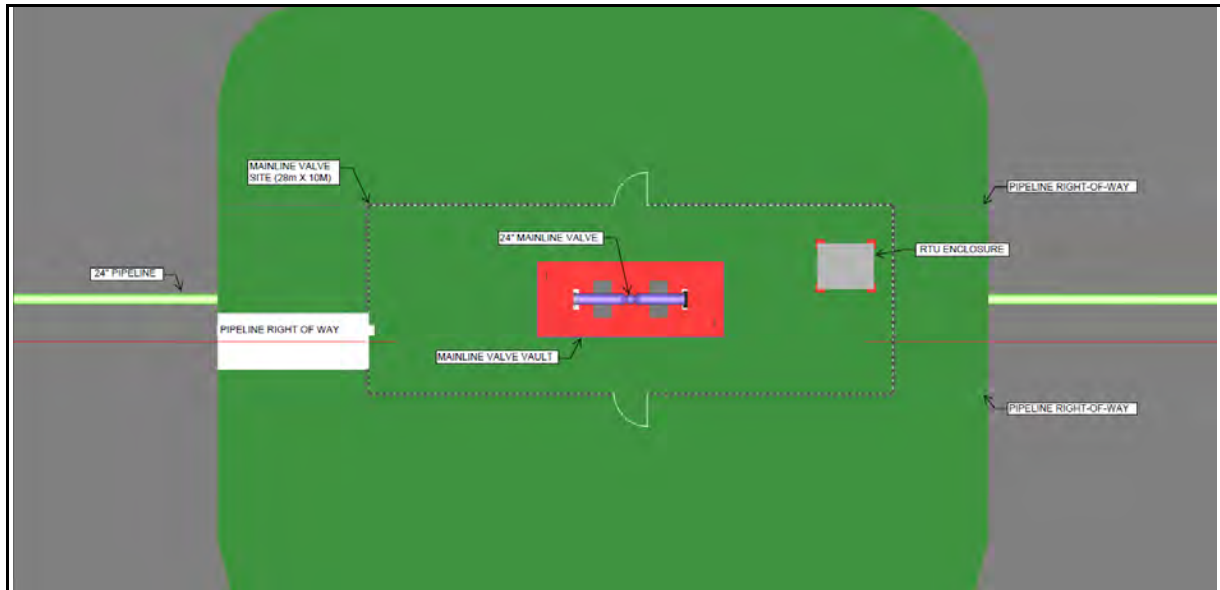 MAINLINE VALVE
SITE (28m X 10M)
PIPELINE RIGHT-OF-WAY
24" MAINLINE VALVE
RTU ENCLOSURE
24" PIPELINE
PIPELINE RIGHT OF WAY
MAINLINE VALVE VAULT
PIPELINE RIGHT-OF-WAY